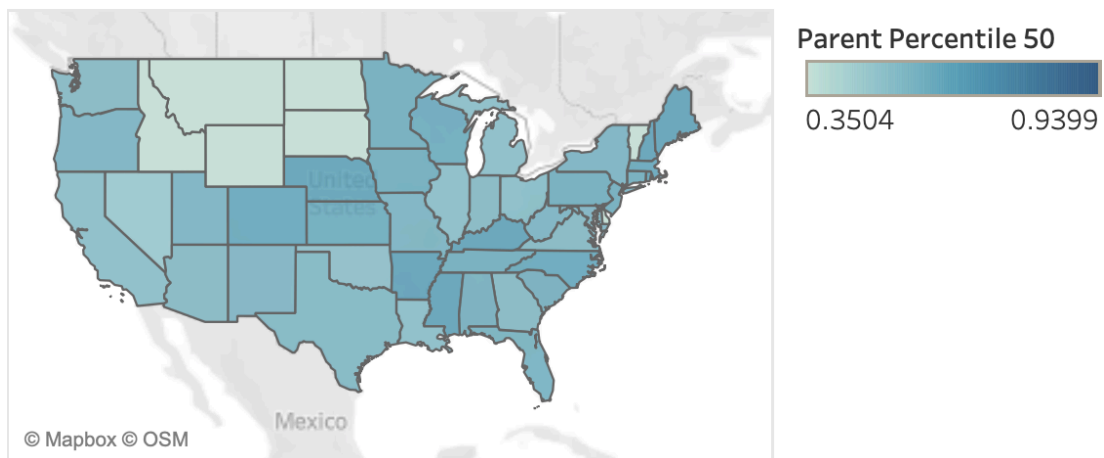 Parent Percentile 50
0.3504 0.9399
United
States
Mexico
© Mapbox © OSM